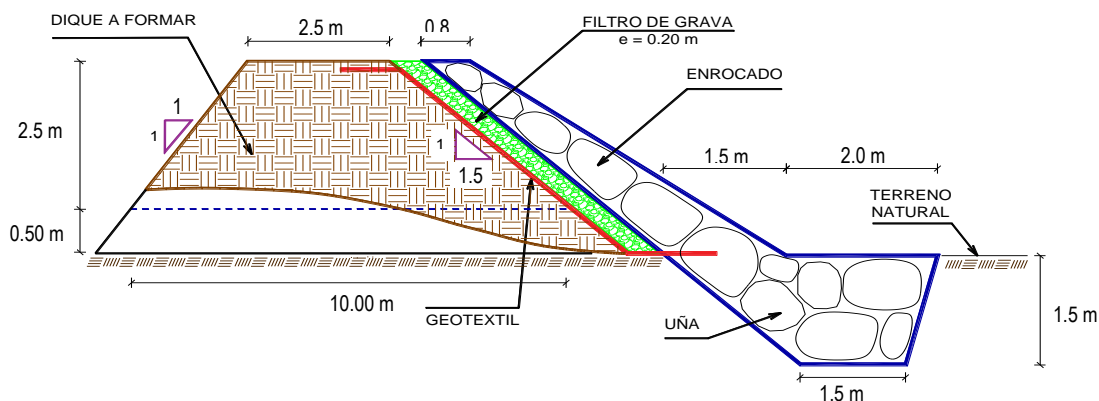 DIQUE A FORMAR
2.5 m
0.8
FILTRO DE GRAVA
e = 0.20 m
ENROCADO
1
1
2.5 m
1
1.5
1.5 m
2.0 m
TERRENO
NATURAL
0.50 m
10.00 m
GEOTEXTIL
UÑA
1.5 m
1.5 m